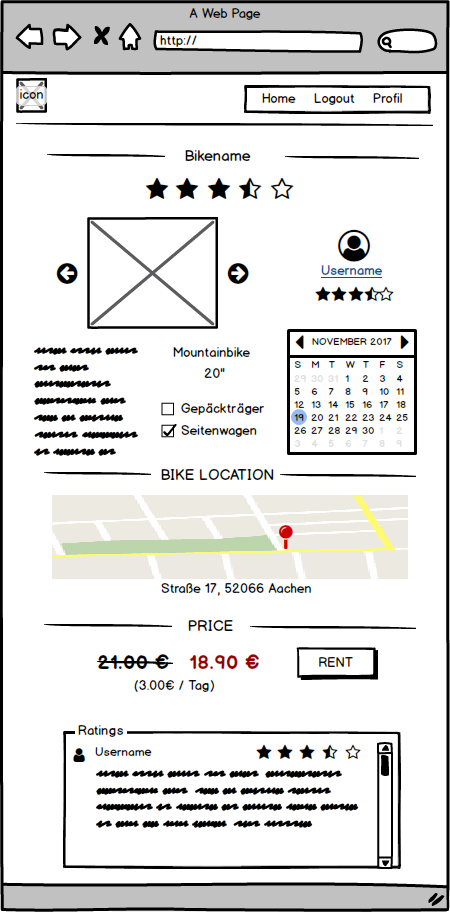 A Web Page
http://
icon
Home Logout Profil
Bikename
Username
Mountainbike
20"
Gepäckträger
Seitenwagen
NOVEMBER 2017
S M T W T F S
29 30 31 1 2 3 4
5 6 7 8 9 10 11
12 13 14 15 16 17 18
19 20 21 22 23 24 25
26 27 28 29 30 1 2
3 4 5 6 7 8 9
BIKE LOCATION
Straße 17, 52066 Aachen
PRICE
21.00 € 18.90 €
(3.00€ / Tag)
RENT
Ratings
Username